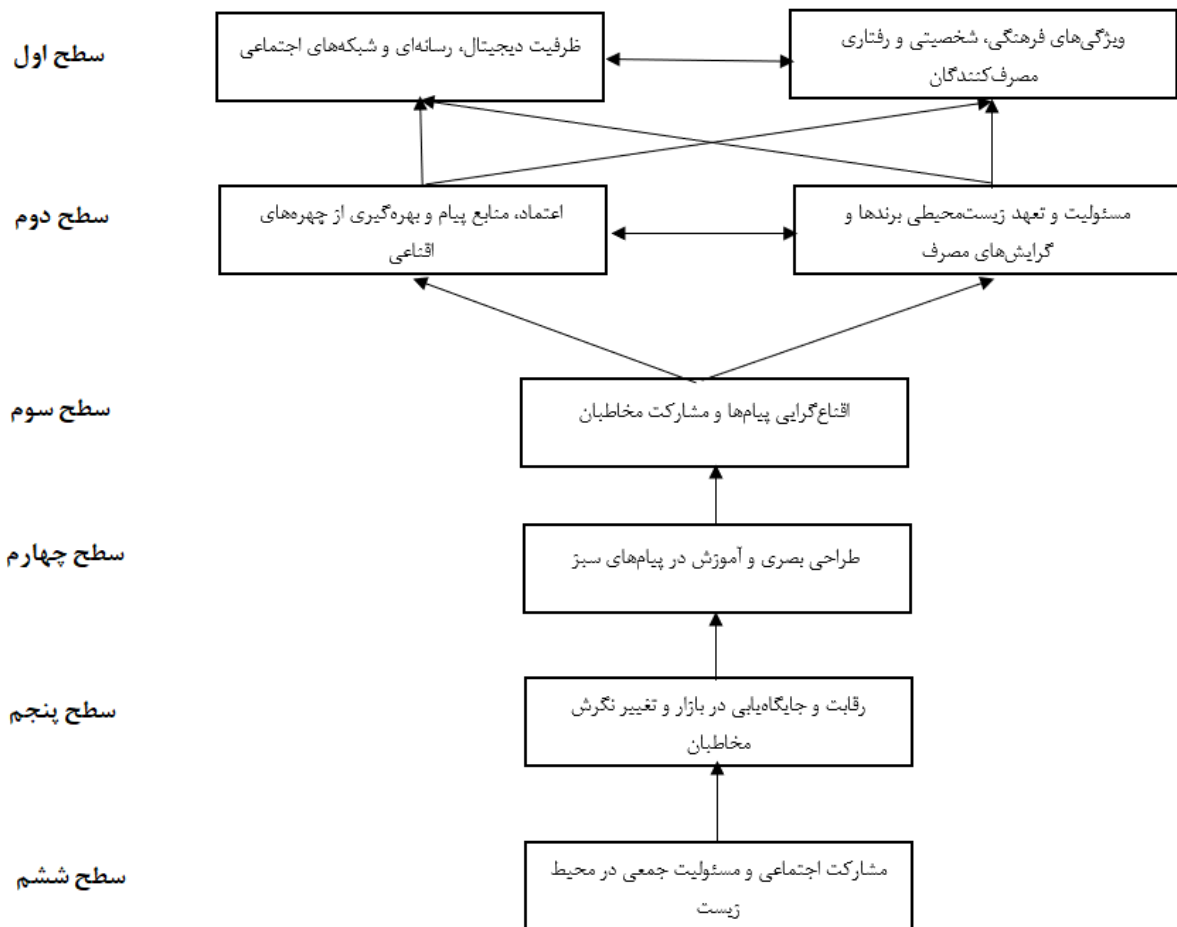 سطح اول
ویژگی‌های فرهنگی، شخصیتی و رفتاری
مصرف‌کنندگان
ظرفیت دیجیتال، رسانه‌ای و شبکه‌های اجتماعی
سطح دوم
مسئولیت و تعهد زیست‌محیطی برندها و
گرایش‌های مصرف
اعتماد، منابع پیام و بهره‌گیری از چهره‌های
اقناعی
سطح سوم
اقناع‌گرایی پیام‌ها و مشارکت مخاطبان
سطح چهارم
طراحی بصری و آموزش در پیام‌های سبز
سطح پنجم
رقابت و جایگاه‌یابی در بازار و تغییر نگرش
مخاطبان
سطح ششم
مشارکت اجتماعی و مسئولیت جمعی در محیط
زیست